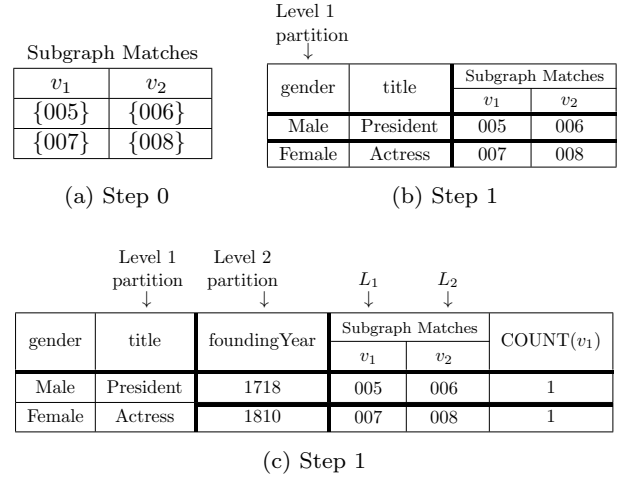 Subgraph Matches
v1 v2
{005} {006}
{007} {008}
(a) Step 0
Level 1
partition
↓
gender title Subgraph Matches
v1 v2
Male President 005 006
Female Actress 007 008
(b) Step 1
Level 1 Level 2
partition partition L1 L2
↓ ↓ ↓ ↓
gender title foundingYear Subgraph Matches COUNT(v1)
v1 v2
Male President 1718 005 006 1
Female Actress 1810 007 008 1
(c) Step 1